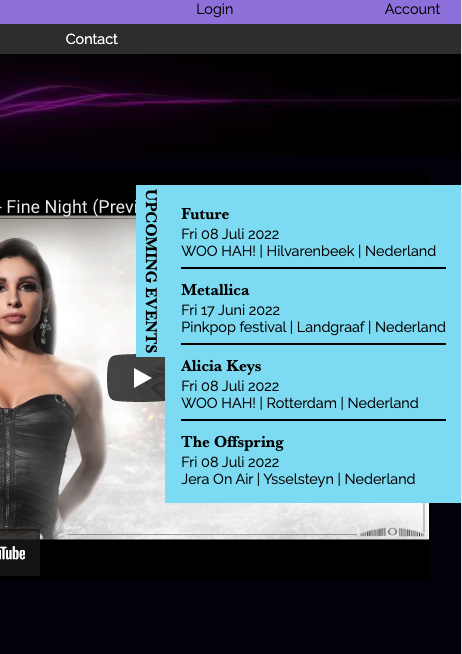 Login
Account
Contact
- Fine Night (Previ
UPCOMING EVENTS
Future
Fri 08 Juli 2022
WOO HAH! | Hilvarenbeek | Nederland
Metallica
Fri 17 Juni 2022
Pinkpop festival | Landgraaf | Nederland
Alicia Keys
Fri 08 Juli 2022
WOO HAH! | Rotterdam | Nederland
The Offspring
Fri 08 Juli 2022
Jera On Air | Ysselsteyn | Nederland
uTube